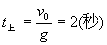 t上 = v₀/g = 2(秒)